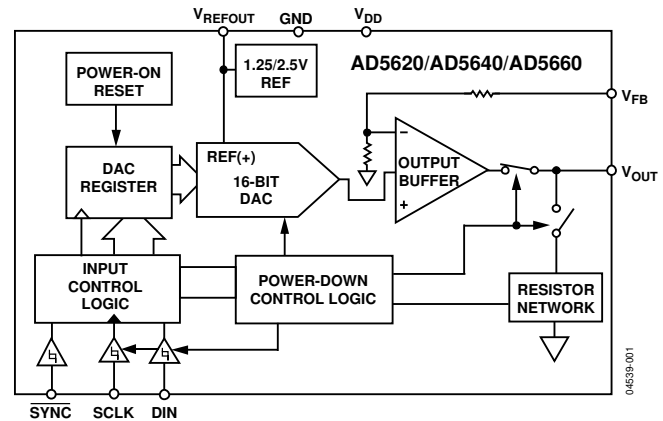 VREFOUT
GND
VDD
1.25/2.5V
REF
AD5620/AD5640/AD5660
POWER-ON
RESET
VFB
REF(+)
16-BIT
DAC
DAC
REGISTER
–
OUTPUT
BUFFER
+
VOUT
INPUT
CONTROL
LOGIC
POWER-DOWN
CONTROL LOGIC
RESISTOR
NETWORK
SYNC
SCLK
DIN
04539-001